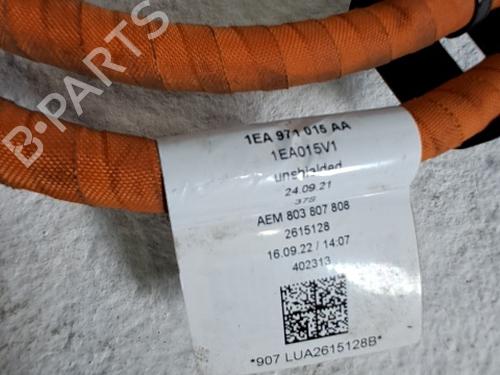 1EA 971 015 AA
1EA015V1
unshielded
24.09.21
37S
AEM 803 807 808
2615128
16.09.22 / 14:07
402313
*907 LUA2615128B*
B-PARTS